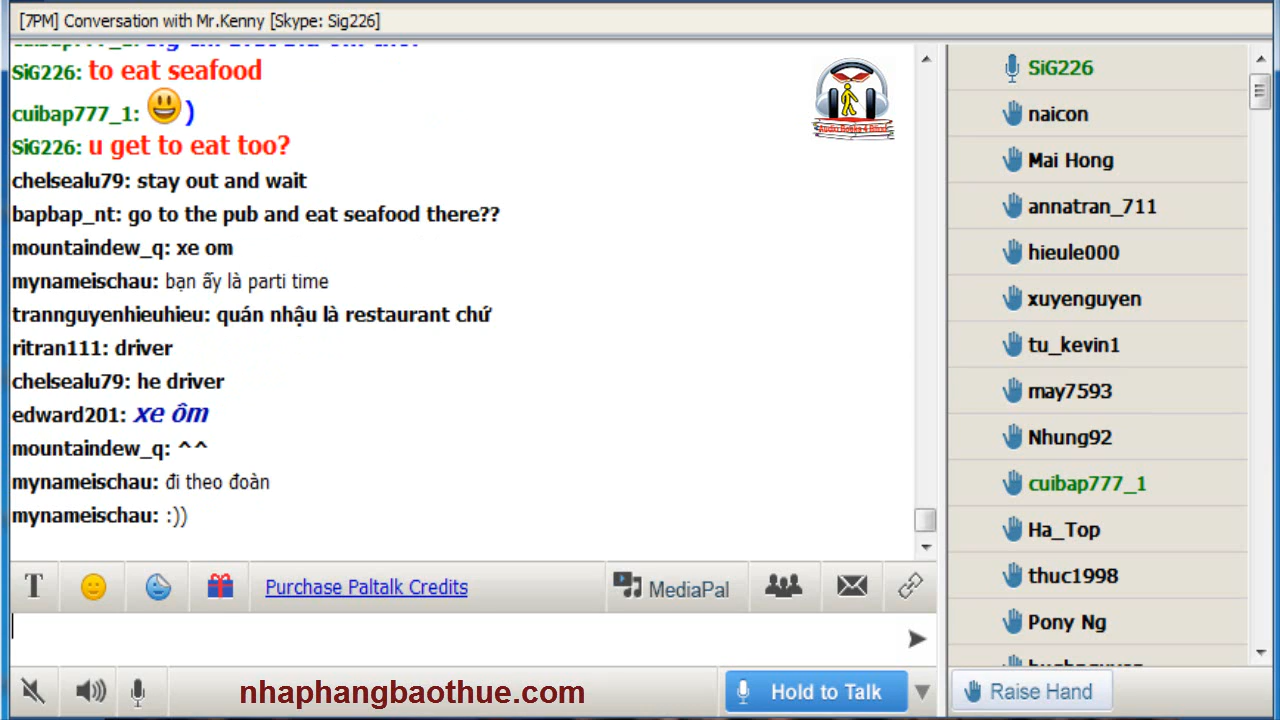 [7PM] Conversation with Mr.Kenny [Skype: Sig226]
SiG226: to eat seafood
cuibap777_1: )
SiG226: u get to eat too?
chelsealu79: stay out and wait
bapbap_nt: go to the pub and eat seafood there??
mountaindew_q: xe om
mynameischau: bạn ấy là parti time
trannguyenhieuhieu: quán nhậu là restaurant chứ
ritran111: driver
chelsealu79: he driver
edward201: xe ôm
mountaindew_q: ^^
mynameischau: đi theo đoàn
mynameischau: :))
T
Purchase Paltalk Credits
MediaPal
nhaphangbaothue.com
Hold to Talk
SiG226
naicon
Mai Hong
annatran_711
hieule000
xuyenguyen
tu_kevin1
may7593
Nhung92
cuibap777_1
Ha_Top
thuc1998
Pony Ng
Raise Hand